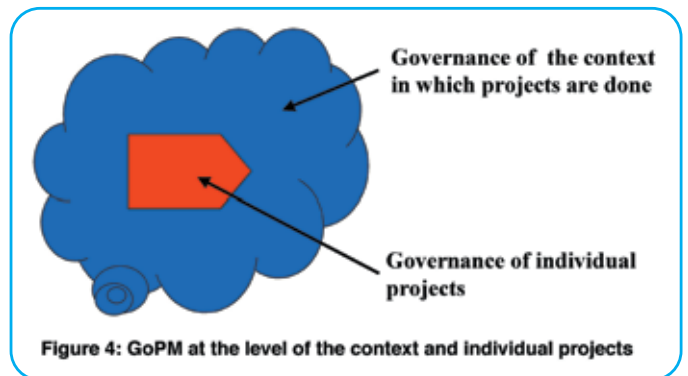 Governance of the context
in which projects are done
Governance of individual
projects
Figure 4: GoPM at the level of the context and individual projects